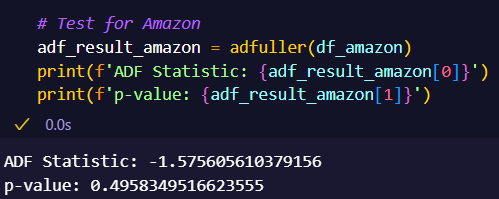 # Test for Amazon
adf_result_amazon = adfuller(df_amazon)
print(f'ADF Statistic: {adf_result_amazon[0]}')
print(f'p-value: {adf_result_amazon[1]}')
0.0s
ADF Statistic: -1.575605610379156
p-value: 0.4958349516623555